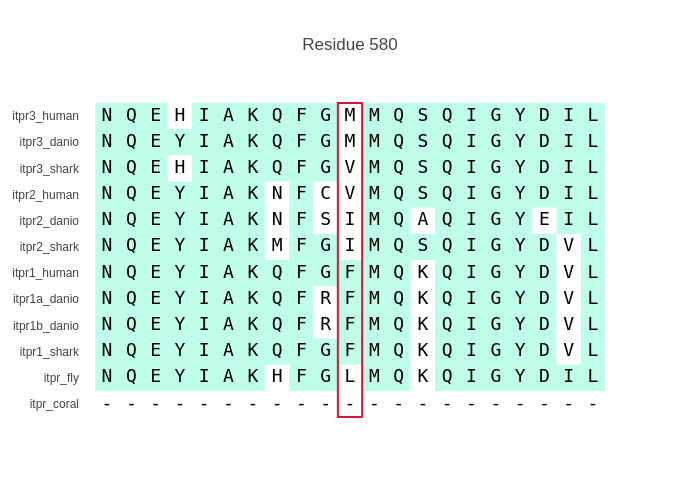 Residue 580
itpr3_human N Q E H I A K Q F G M M Q S Q I G Y D I L
itpr3_danio N Q E Y I A K Q F G M M Q S Q I G Y D I L
itpr3_shark N Q E H I A K Q F G V M Q S Q I G Y D I L
itpr2_human N Q E Y I A K N F C V M Q S Q I G Y D I L
itpr2_danio N Q E Y I A K N F S I M Q A Q I G Y E I L
itpr2_shark N Q E Y I A K M F G I M Q S Q I G Y D V L
itpr1_human N Q E Y I A K Q F G F M Q K Q I G Y D V L
itpr1a_danio N Q E Y I A K Q F R F M Q K Q I G Y D V L
itpr1b_danio N Q E Y I A K Q F R F M Q K Q I G Y D V L
itpr1_shark N Q E Y I A K Q F G F M Q K Q I G Y D V L
itpr_fly N Q E Y I A K H F G L M Q K Q I G Y D I L
itpr_coral - - - - - - - - - - - - - - - - - - - - -